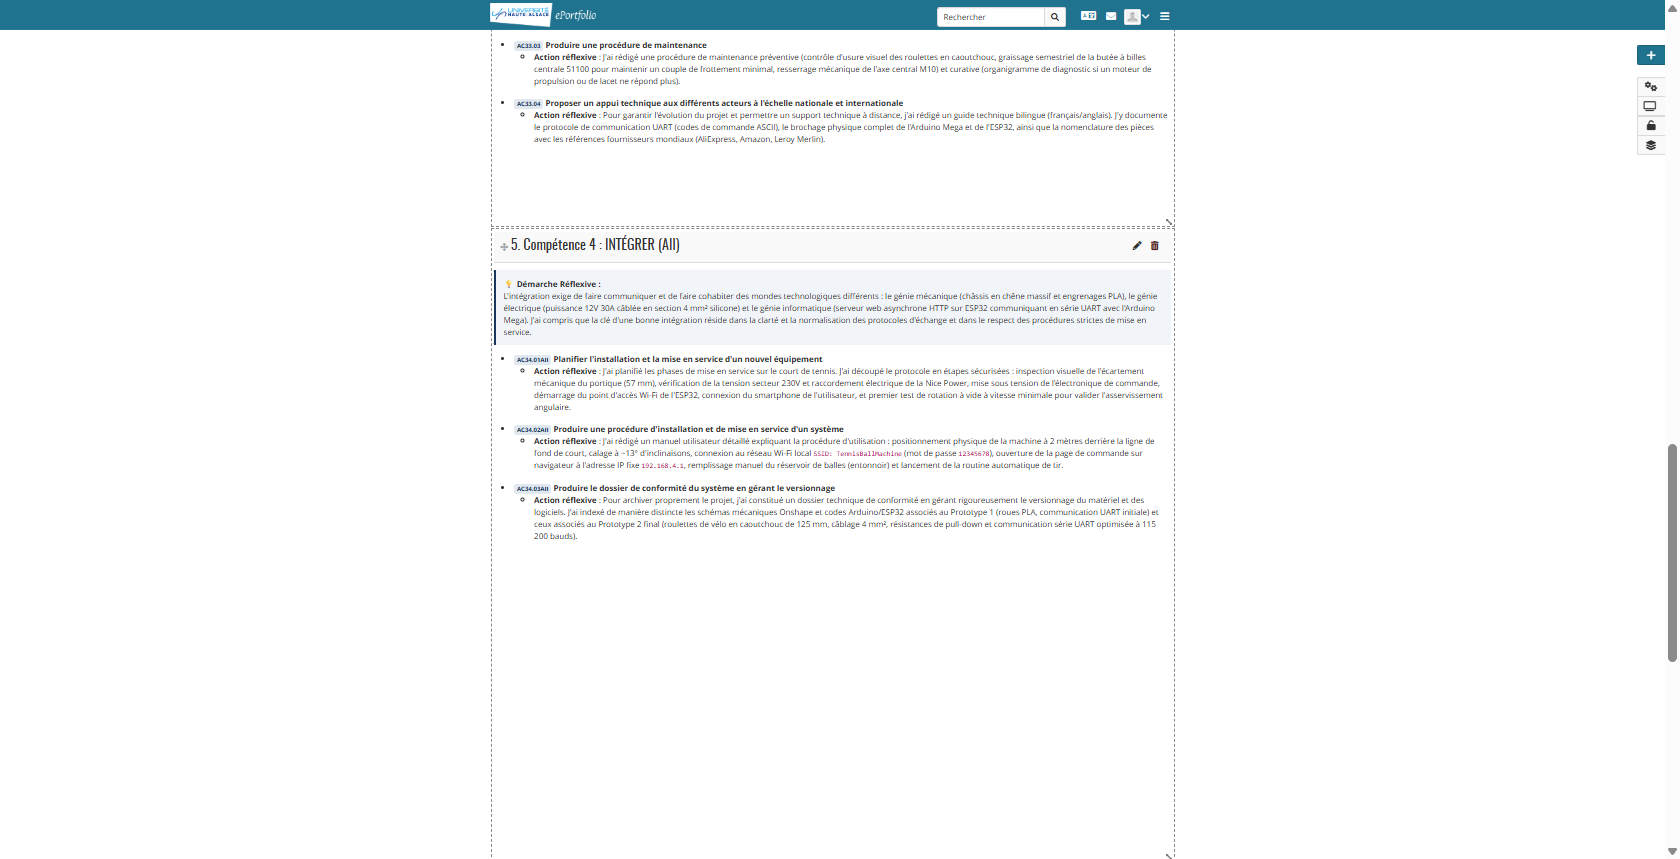 UNIVERSITÉ
HAUTE-ALSACE
ePortfolio
Rechercher
AC33.03 Produire une procédure de maintenance
Action réflexive : J'ai rédigé une procédure de maintenance préventive (contrôle d'usure visuel des roulettes en caoutchouc, graissage semestriel de la butée à billes
centrale 51100 pour maintenir un couple de frottement minimal, resserrage mécanique de l'axe central M10) et curative (organigramme de diagnostic si un moteur de
propulsion ou de lacet ne répond plus).
AC33.04 Proposer un appui technique aux différents acteurs à l'échelle nationale et internationale
Action réflexive : Pour garantir l'évolution du projet et permettre un support technique à distance, j'ai rédigé un guide technique bilingue (français/anglais). J'y documente
le protocole de communication UART (codes de commande ASCII), le brochage physique complet de l'Arduino Mega et de l'ESP32, ainsi que la nomenclature des pièces
avec les références fournisseurs mondiaux (AliExpress, Amazon, Leroy Merlin).
5. Compétence 4 : INTÉGRER (AII)
💡 Démarche Réflexive :
L'intégration exige de faire communiquer et de faire cohabiter des mondes technologiques différents : le génie mécanique (châssis en chêne massif et engrenages PLA), le génie
électrique (puissance 12V 30A câblée en section 4 mm² silicone) et le génie informatique (serveur web asynchrone HTTP sur ESP32 communiquant en série UART avec l'Arduino
Mega). J'ai compris que la clé d'une bonne intégration réside dans la clarté et la normalisation des protocoles d'échange et dans le respect des procédures strictes de mise en
service.
AC34.01AII Planifier l'installation et la mise en service d'un nouvel équipement
Action réflexive : J'ai planifié les phases de mise en service sur le court de tennis. J'ai découpé le protocole en étapes sécurisées : inspection visuelle de l'écartement
mécanique du portique (57 mm), vérification de la tension secteur 230V et raccordement électrique de la Nice Power, mise sous tension de l'électronique de commande,
démarrage du point d'accès Wi-Fi de l'ESP32, connexion du smartphone de l'utilisateur, et premier test de rotation à vide à vitesse minimale pour valider l'asservissement
angulaire.
AC34.02AII Produire une procédure d'installation et de mise en service d'un système
Action réflexive : J'ai rédigé un manuel utilisateur détaillé expliquant la procédure d'utilisation : positionnement physique de la machine à 2 mètres derrière la ligne de
fond de court, calage à ~13° d'inclinaisons, connexion au réseau Wi-Fi local SSID: TennisBallMachine (mot de passe 12345678), ouverture de la page de commande sur
navigateur à l'adresse IP fixe 192.168.4.1, remplissage manuel du réservoir de balles (entonnoir) et lancement de la routine automatique de tir.
AC34.03AII Produire le dossier de conformité du système en gérant le versionnage
Action réflexive : Pour archiver proprement le projet, j'ai constitué un dossier technique de conformité en gérant rigoureusement le versionnage du matériel et des
logiciels. J'ai indexé de manière distincte les schémas mécaniques Onshape et codes Arduino/ESP32 associés au Prototype 1 (roues PLA, communication UART initiale) et
ceux associés au Prototype 2 final (roulettes de vélo en caoutchouc de 125 mm, câblage 4 mm², résistances de pull-down et communication série UART optimisée à 115
200 bauds).